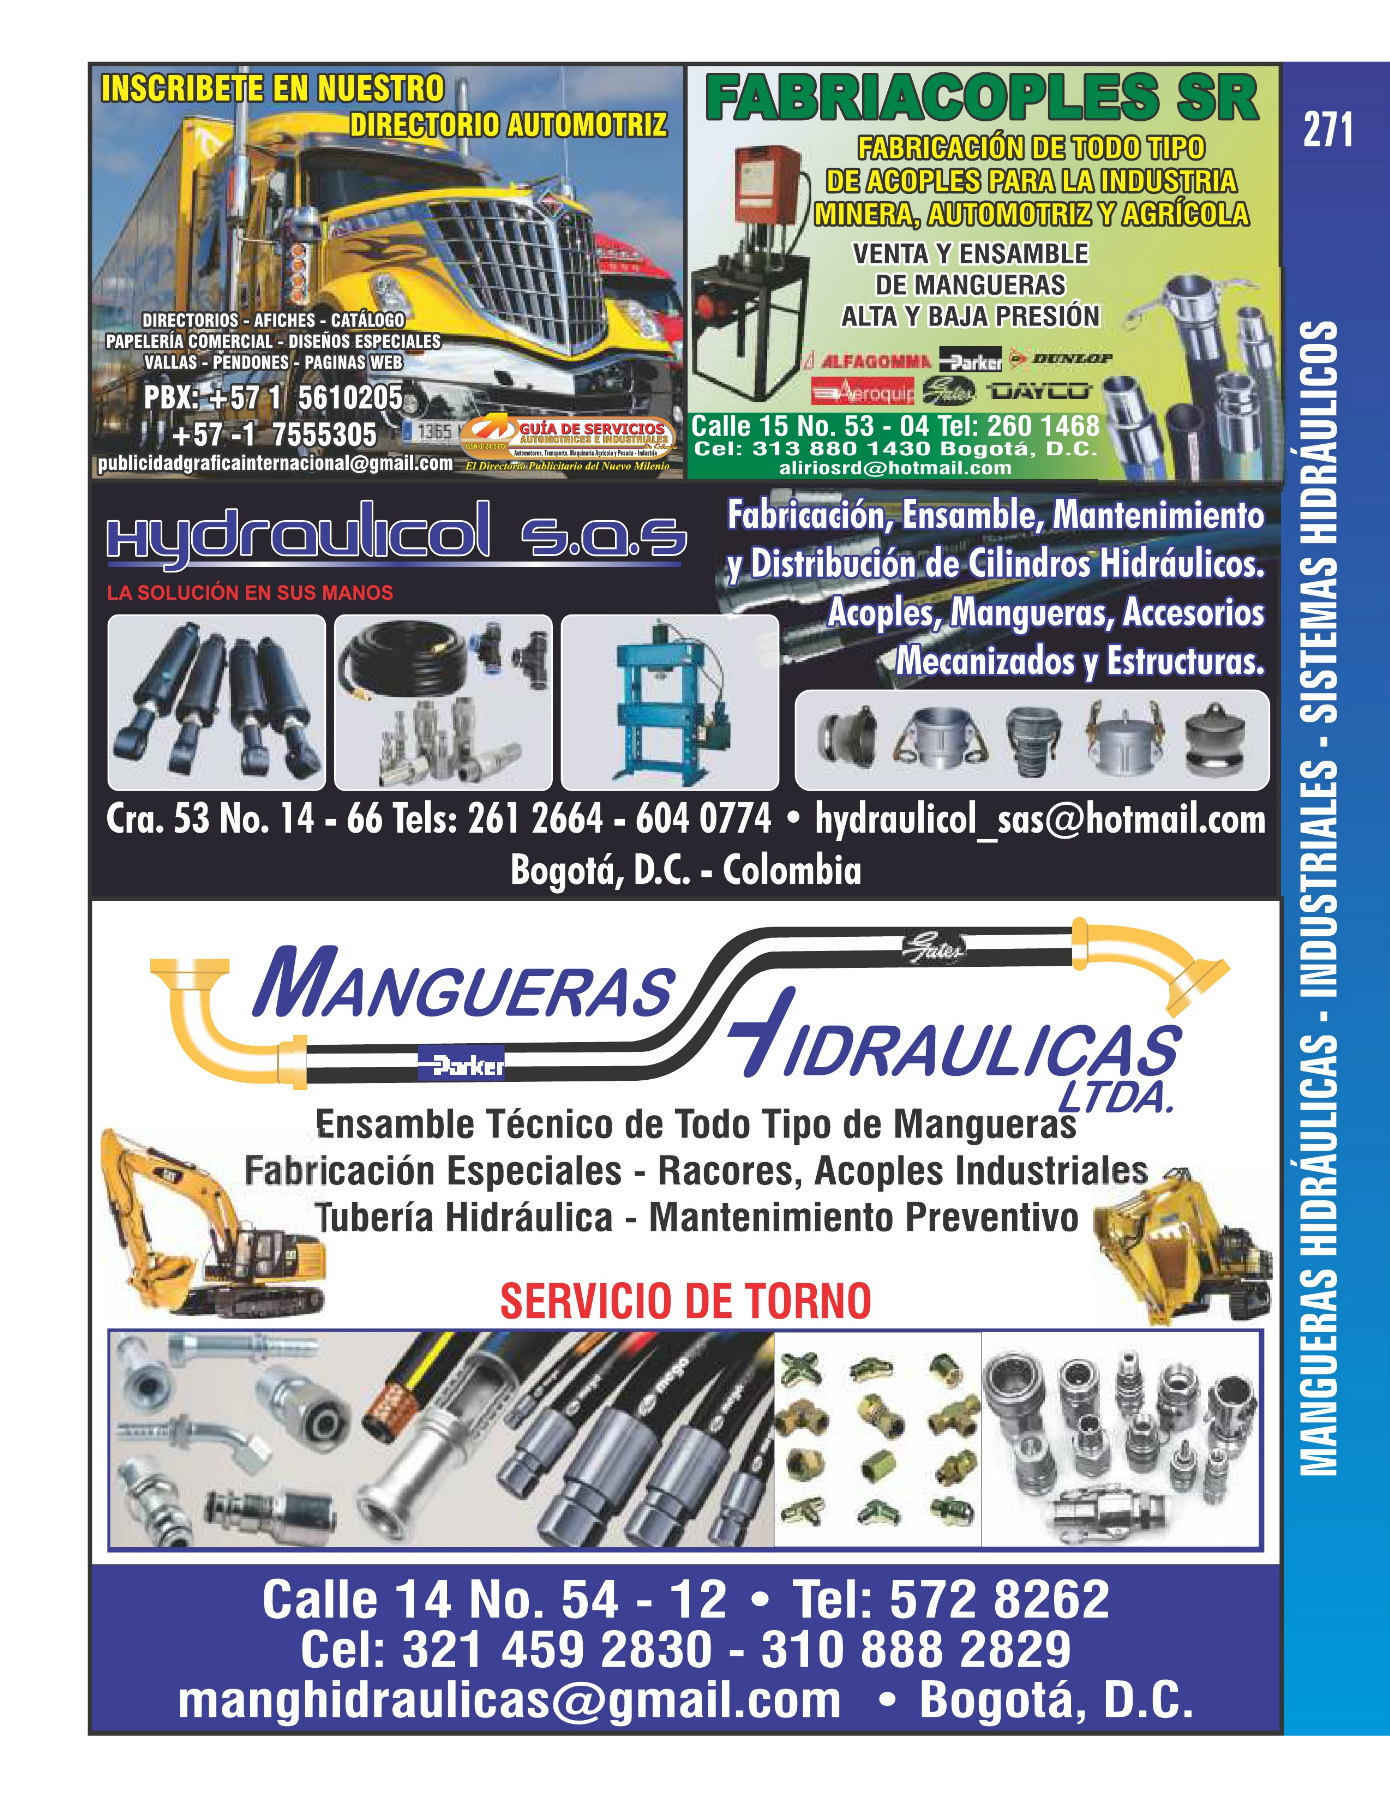 INSCRIBETE EN NUESTRO
DIRECTORIO AUTOMOTRIZ
DIRECTORIOS - AFICHES - CATÁLOGO
PAPELERÍA COMERCIAL - DISEÑOS ESPECIALES
VALLAS - PENDONES - PAGINAS WEB
PBX: +57 1 5610205
+57 -1 7555305
publicidadgraficainternacional@gmail.com
1365
GUÍA DE SERVICIOS
AUTOMOTRICES E INDUSTRIALES
Automotores, Transporte, Maquinaria Agrícola y Pesada - Industria
El Directorio Publicitario del Nuevo Milenio
FABRIACOPLES SR
FABRICACIÓN DE TODO TIPO
DE ACOPLES PARA LA INDUSTRIA
MINERA, AUTOMOTRIZ Y AGRÍCOLA
VENTA Y ENSAMBLE
DE MANGUERAS
ALTA Y BAJA PRESIÓN
ALFAGOMMA Parker DUNLOP
Aeroquip Gates DAYCO
Calle 15 No. 53 - 04 Tel: 260 1468
Cel: 313 880 1430 Bogotá, D.C.
aliriosrd@hotmail.com
271
Hydraulicol s.a.s
LA SOLUCIÓN EN SUS MANOS
Fabricación, Ensamble, Mantenimiento
y Distribución de Cilindros Hidráulicos.
Acoples, Mangueras, Accesorios
Mecanizados y Estructuras.
Cra. 53 No. 14 - 66 Tels: 261 2664 - 604 0774 • hydraulicol_sas@hotmail.com
Bogotá, D.C. - Colombia
MANGUERAS
Gates
Parker
HIDRAULICAS
LTDA.
Ensamble Técnico de Todo Tipo de Mangueras
Fabricación Especiales - Racores, Acoples Industriales
Tubería Hidráulica - Mantenimiento Preventivo
CAT
SERVICIO DE TORNO
Calle 14 No. 54 - 12 • Tel: 572 8262
Cel: 321 459 2830 - 310 888 2829
manghidraulicas@gmail.com • Bogotá, D.C.
MANGUERAS HIDRÁULICAS - INDUSTRIALES - SISTEMAS HIDRÁULICOS